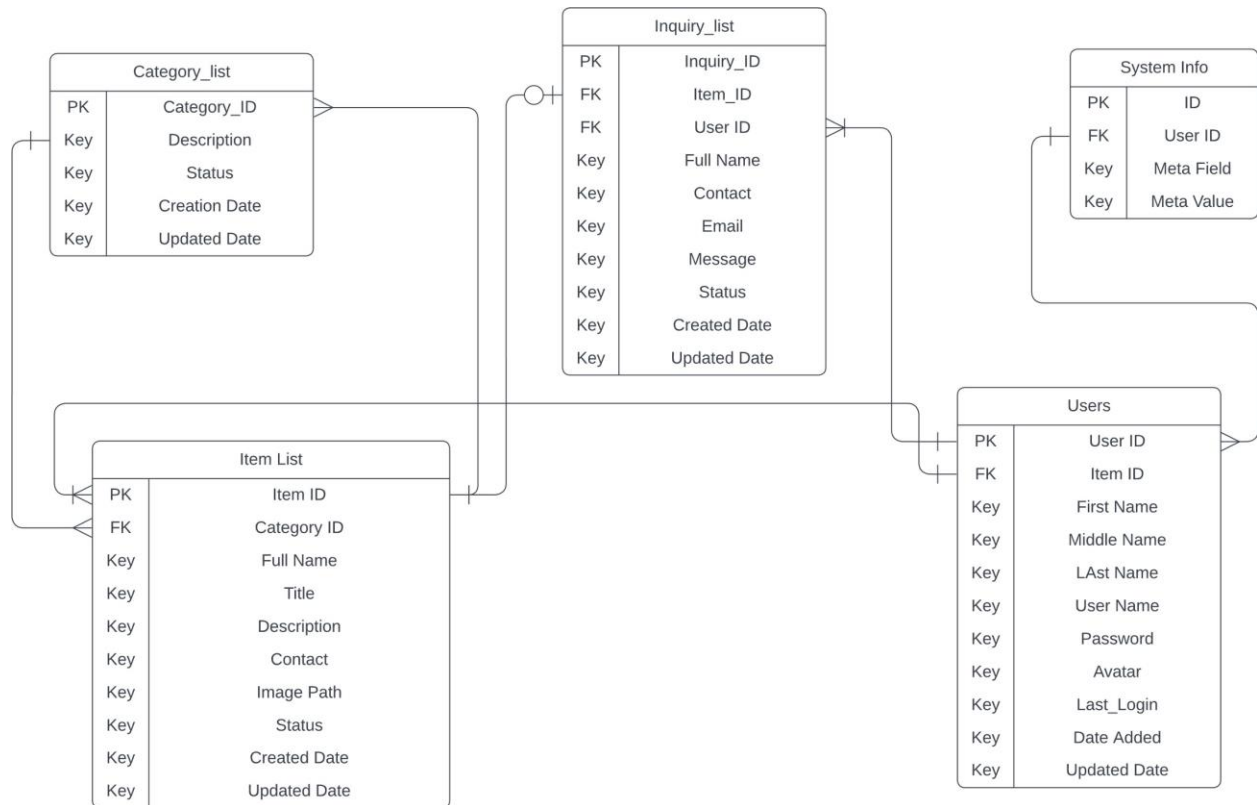 Category_list
PK Category_ID
Key Description
Key Status
Key Creation Date
Key Updated Date
Inquiry_list
PK Inquiry_ID
FK Item_ID
FK User ID
Key Full Name
Key Contact
Key Email
Key Message
Key Status
Key Created Date
Key Updated Date
System Info
PK ID
FK User ID
Key Meta Field
Key Meta Value
Item List
PK Item ID
FK Category ID
Key Full Name
Key Title
Key Description
Key Contact
Key Image Path
Key Status
Key Created Date
Key Updated Date
Users
PK User ID
FK Item ID
Key First Name
Key Middle Name
Key LAst Name
Key User Name
Key Password
Key Avatar
Key Last_Login
Key Date Added
Key Updated Date